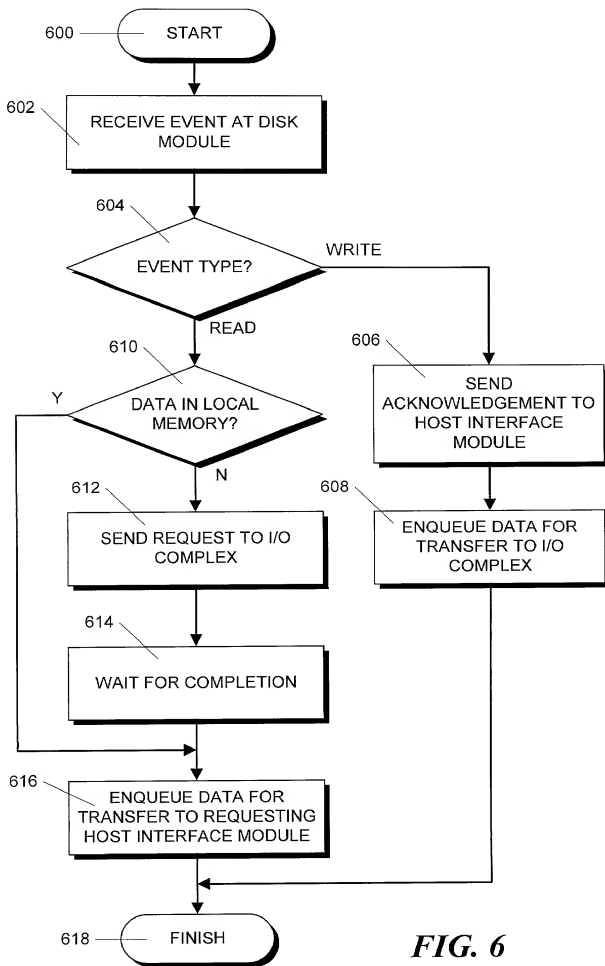 600
START
602
RECEIVE EVENT AT DISK
MODULE
604
EVENT TYPE?
WRITE
READ
610
Y
DATA IN LOCAL
MEMORY?
N
606
SEND
ACKNOWLEDGEMENT TO
HOST INTERFACE
MODULE
612
SEND REQUEST TO I/O
COMPLEX
608
ENQUEUE DATA FOR
TRANSFER TO I/O
COMPLEX
614
WAIT FOR COMPLETION
616
ENQUEUE DATA FOR
TRANSFER TO REQUESTING
HOST INTERFACE MODULE
618
FINISH
FIG. 6